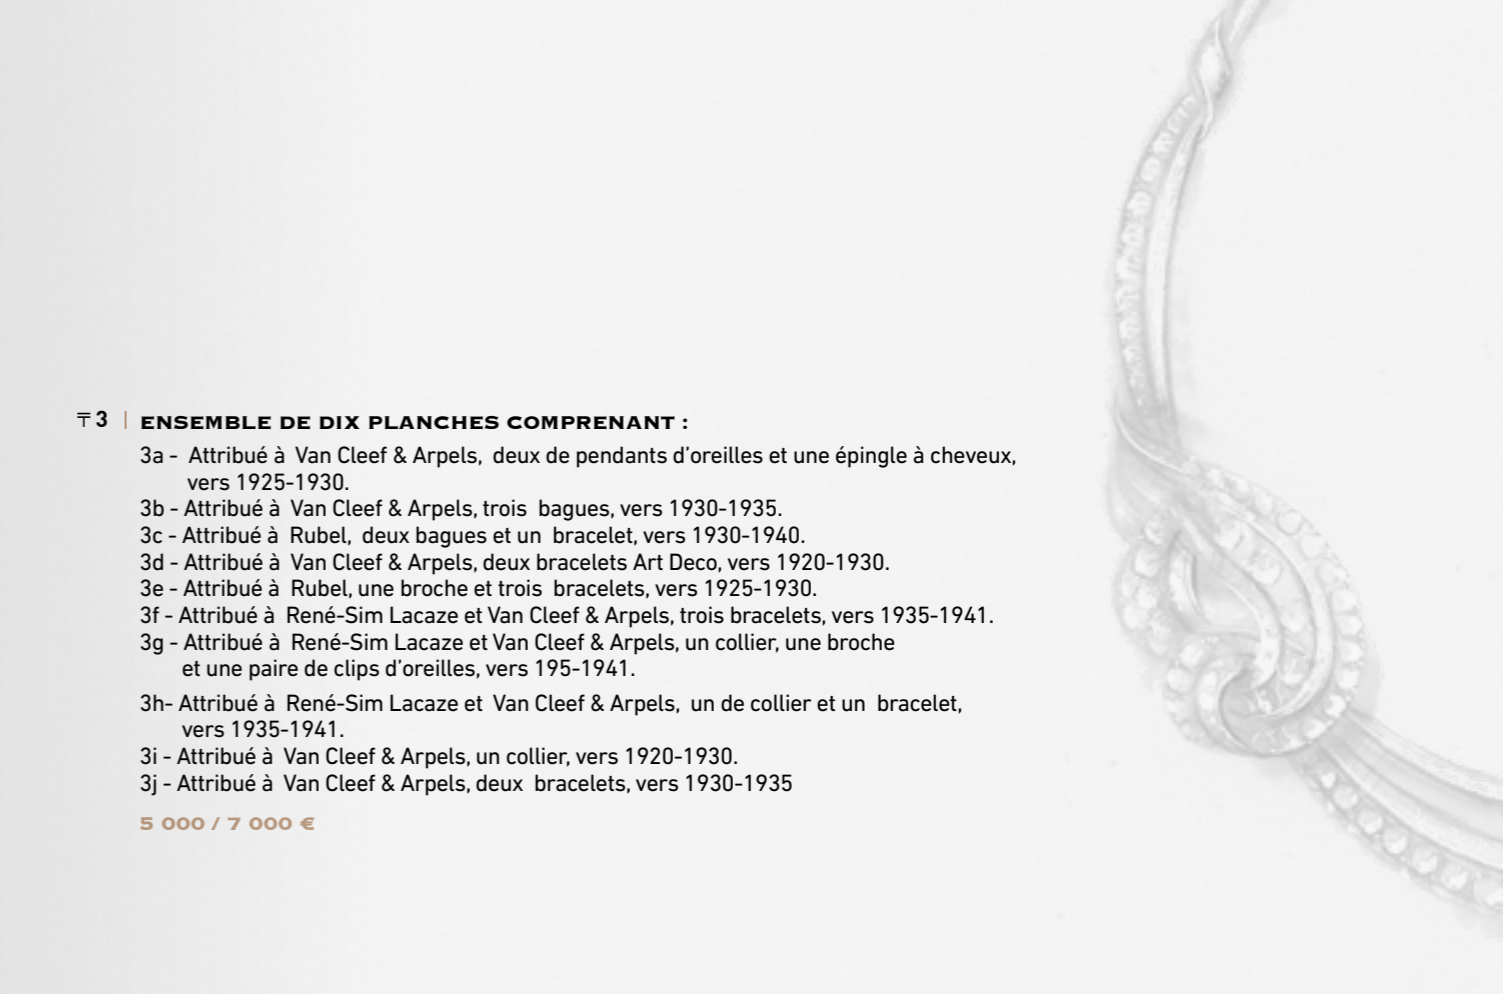 〒3 | ENSEMBLE DE DIX PLANCHES COMPRENANT :
3a - Attribué à Van Cleef & Arpels, deux de pendants d’oreilles et une épingle à cheveux,
vers 1925-1930.
3b - Attribué à Van Cleef & Arpels, trois bagues, vers 1930-1935.
3c - Attribué à Rubel, deux bagues et un bracelet, vers 1930-1940.
3d - Attribué à Van Cleef & Arpels, deux bracelets Art Deco, vers 1920-1930.
3e - Attribué à Rubel, une broche et trois bracelets, vers 1925-1930.
3f - Attribué à René-Sim Lacaze et Van Cleef & Arpels, trois bracelets, vers 1935-1941.
3g - Attribué à René-Sim Lacaze et Van Cleef & Arpels, un collier, une broche
et une paire de clips d’oreilles, vers 195-1941.
3h- Attribué à René-Sim Lacaze et Van Cleef & Arpels, un de collier et un bracelet,
vers 1935-1941.
3i - Attribué à Van Cleef & Arpels, un collier, vers 1920-1930.
3j - Attribué à Van Cleef & Arpels, deux bracelets, vers 1930-1935
5 000 / 7 000 €